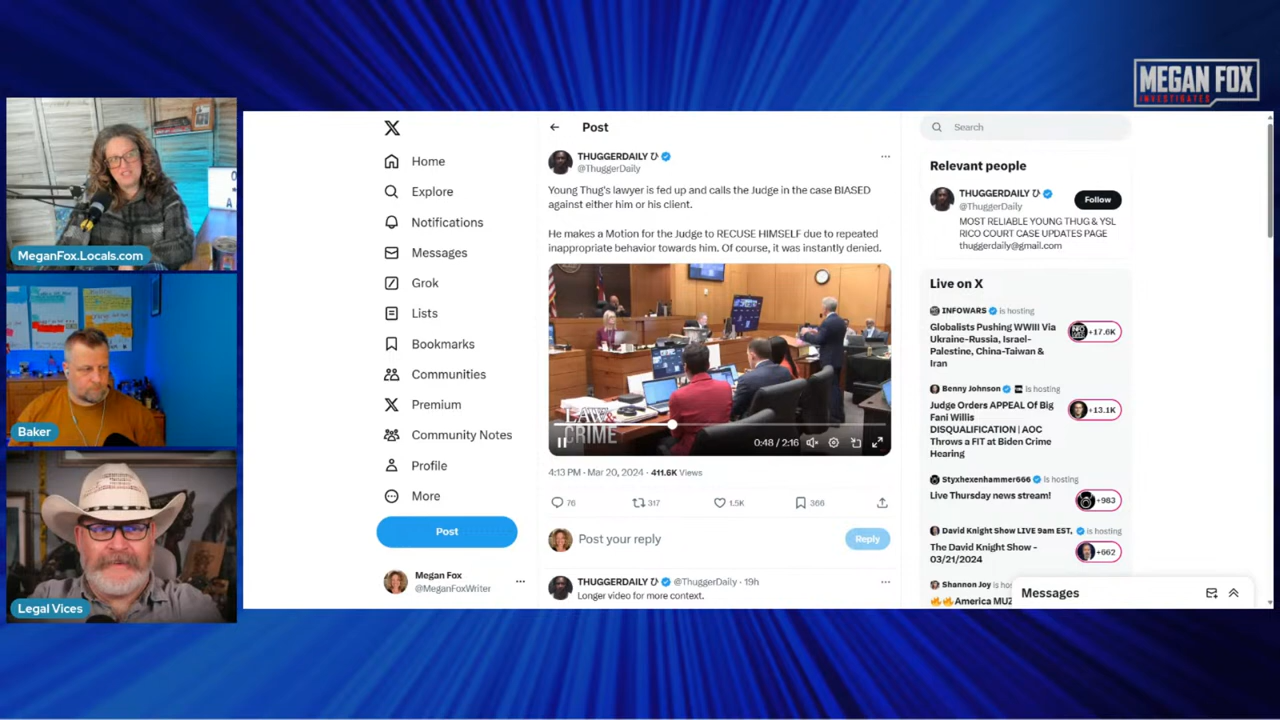 MEGAN FOX
INVESTIGATES
MeganFox.Locals.com
Baker
Legal Vices
Home
Explore
Notifications
Messages
Grok
Lists
Bookmarks
Communities
Premium
Community Notes
Profile
More
Post
Megan Fox
@MeganFoxWriter
Post
THUGGERDAILY
@ThuggerDaily
Young Thug's lawyer is fed up and calls the Judge in the case BIASED
against either him or his client.
He makes a Motion for the Judge to RECUSE HIMSELF due to repeated
inappropriate behavior towards him. Of course, it was instantly denied.
LAW&
CRIME
0:48 / 2:16
4:13 PM · Mar 20, 2024 · 411.6K Views
76
317
1.5K
366
Post your reply
Reply
THUGGERDAILY @ThuggerDaily · 19h
Longer video for more context.
Search
Relevant people
THUGGERDAILY
@ThuggerDaily
Follow
MOST RELIABLE YOUNG THUG & YSL
RICO COURT CASE UPDATES PAGE
thuggerdaily@gmail.com
Live on X
INFOWARS is hosting
Globalists Pushing WWIII Via
Ukraine-Russia, Israel-
Palestine, China-Taiwan &
Iran
+17.6K
Benny Johnson is hosting
Judge Orders APPEAL Of Big
Fani Willis
DISQUALIFICATION | AOC
Throws a FIT at Biden Crime
Hearing
+13.1K
Styxhexenhammer666 is hosting
Live Thursday news stream!
+983
David Knight Show LIVE 9am EST, is hosting
The David Knight Show -
03/21/2024
+662
Shannon Joy is
America
Messages